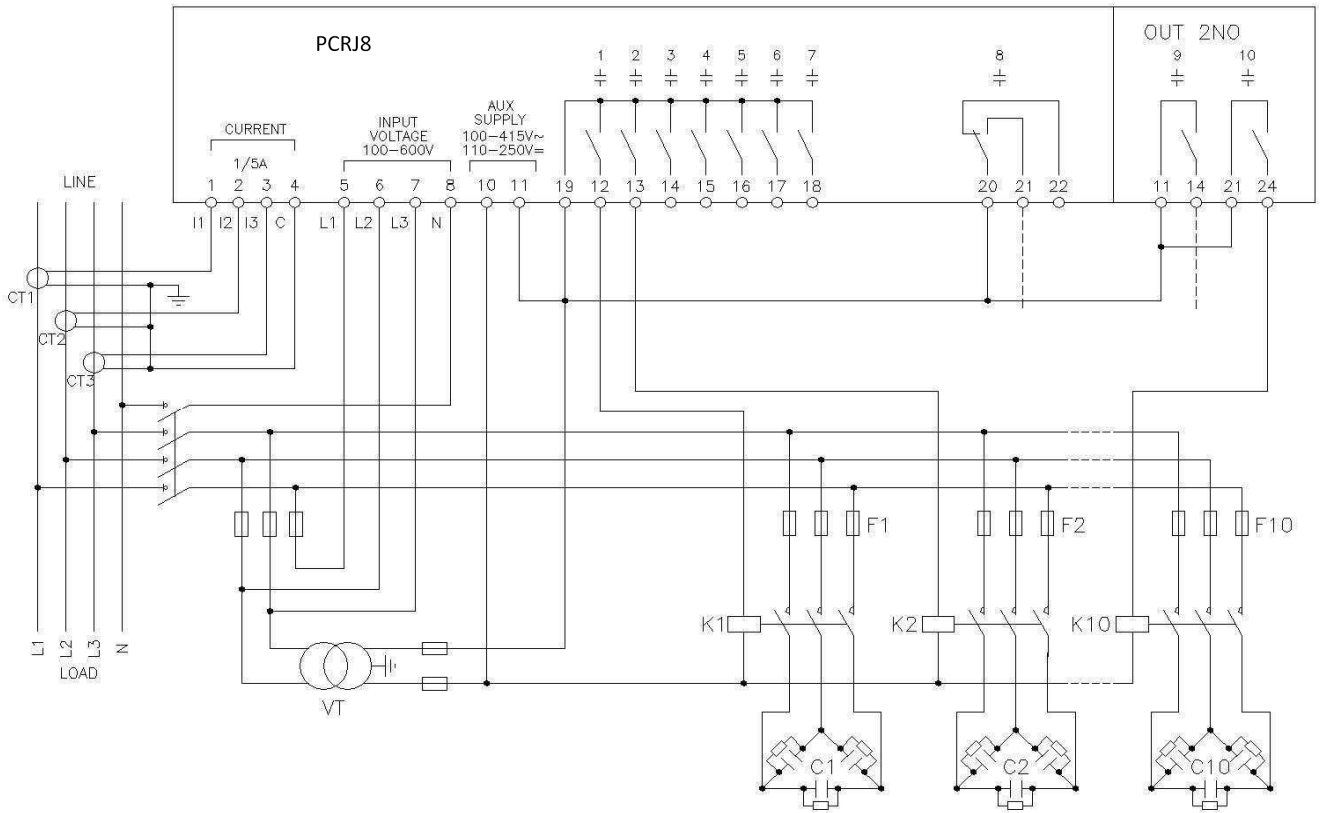 PCRJ8
OUT 2NO
1 2 3 4 5 6 7 8 9 10
AUX
SUPPLY
100-415V~
110-250V=
INPUT
VOLTAGE
100-600V
CURRENT
1/5A
LINE
1 2 3 4 5 6 7 8 10 11 19 12 13 14 15 16 17 18 20 21 22 11 14 21 24
I1 I2 I3 C L1 L2 L3 N
CT1
CT2
CT3
F1 F2 F10
K1 K2 K10
L1 L2 L3 N
LOAD
VT
C1 C2 C10